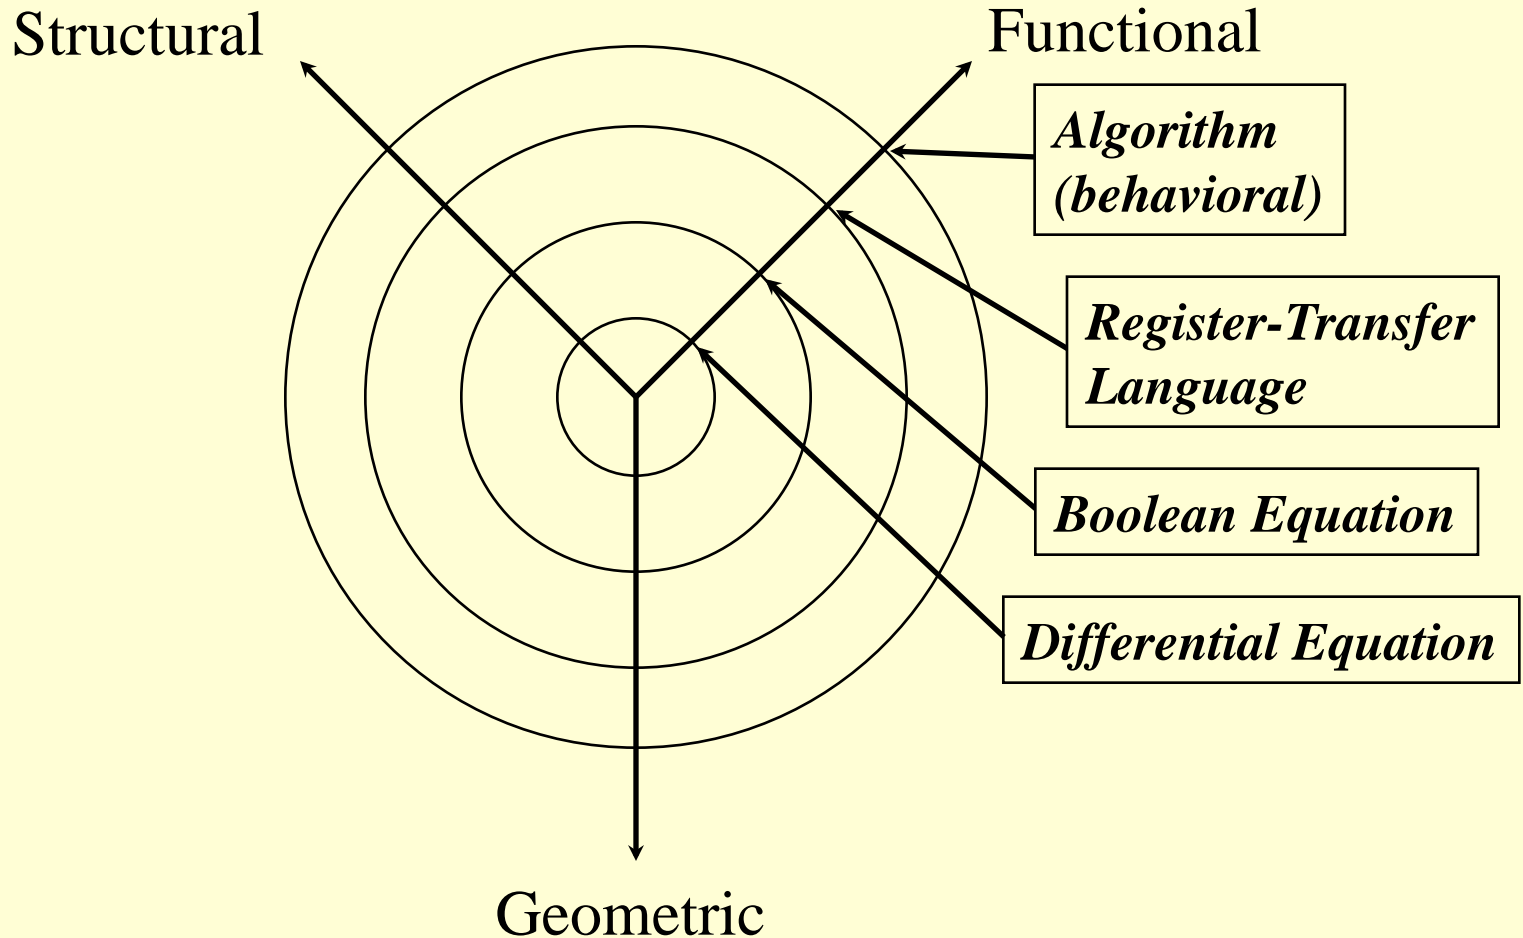 Structural
Functional
Algorithm
(behavioral)
Register-Transfer
Language
Boolean Equation
Differential Equation
Geometric